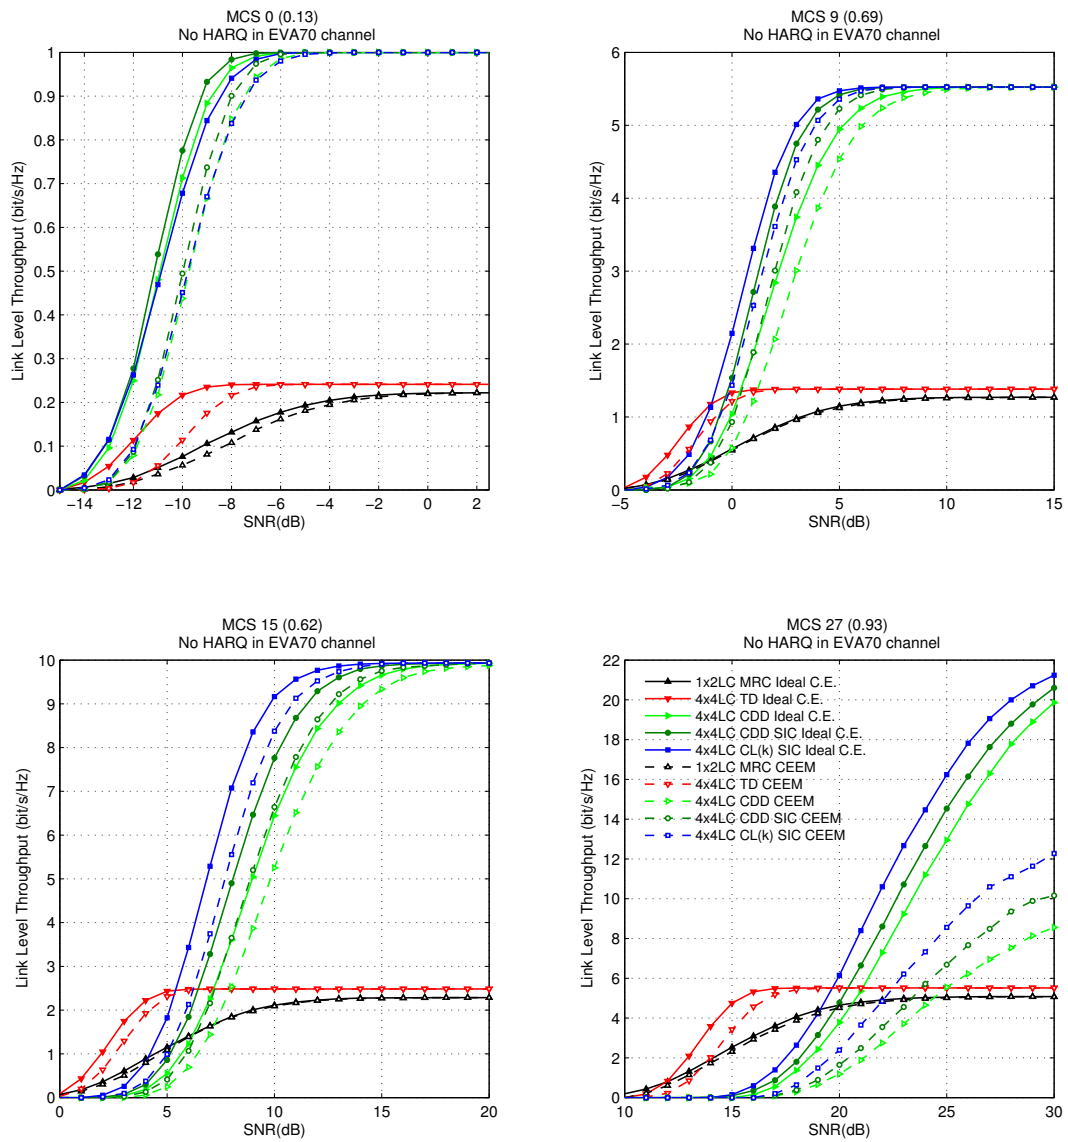 MCS 0 (0.13)
No HARQ in EVA70 channel
Link Level Throughput (bit/s/Hz)
1
0.9
0.8
0.7
0.6
0.5
0.4
0.3
0.2
0.1
0
−14 −12 −10 −8 −6 −4 −2 0 2
SNR(dB)
MCS 9 (0.69)
No HARQ in EVA70 channel
Link Level Throughput (bit/s/Hz)
6
5
4
3
2
1
0
−5 0 5 10 15
SNR(dB)
MCS 15 (0.62)
No HARQ in EVA70 channel
Link Level Throughput (bit/s/Hz)
10
9
8
7
6
5
4
3
2
1
0
0 5 10 15 20
SNR(dB)
MCS 27 (0.93)
No HARQ in EVA70 channel
Link Level Throughput (bit/s/Hz)
22
20
18
16
14
12
10
8
6
4
2
0
10 15 20 25 30
SNR(dB)
1x2LC MRC Ideal C.E.
4x4LC TD Ideal C.E.
4x4LC CDD Ideal C.E.
4x4LC CDD SIC Ideal C.E.
4x4LC CL(k) SIC Ideal C.E.
1x2LC MRC CEEM
4x4LC TD CEEM
4x4LC CDD CEEM
4x4LC CDD SIC CEEM
4x4LC CL(k) SIC CEEM